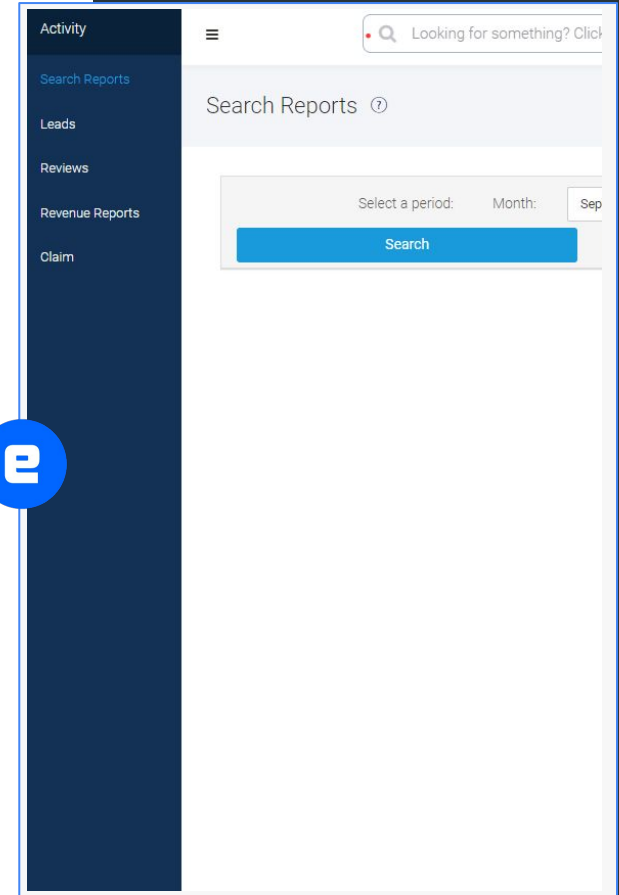 Activity
Looking for something? Click
Search Reports
Search Reports
Leads
Reviews
Select a period: Month: Sep
Revenue Reports
Search
Claim
e